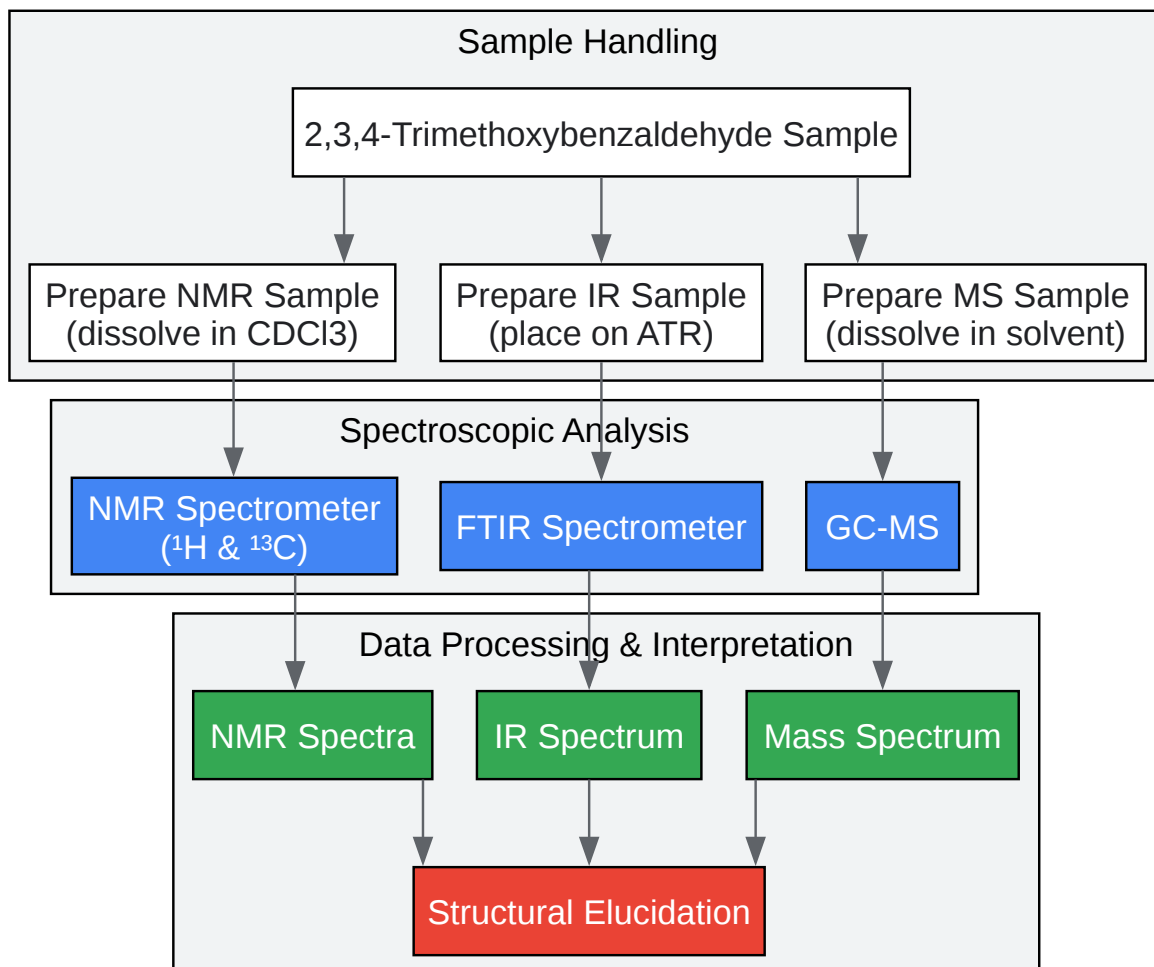 Sample Handling
2,3,4-Trimethoxybenzaldehyde Sample
Prepare NMR Sample
(dissolve in CDCl3)
Prepare IR Sample
(place on ATR)
Prepare MS Sample
(dissolve in solvent)
Spectroscopic Analysis
NMR Spectrometer
(¹H & ¹³C)
FTIR Spectrometer
GC-MS
Data Processing & Interpretation
NMR Spectra
IR Spectrum
Mass Spectrum
Structural Elucidation